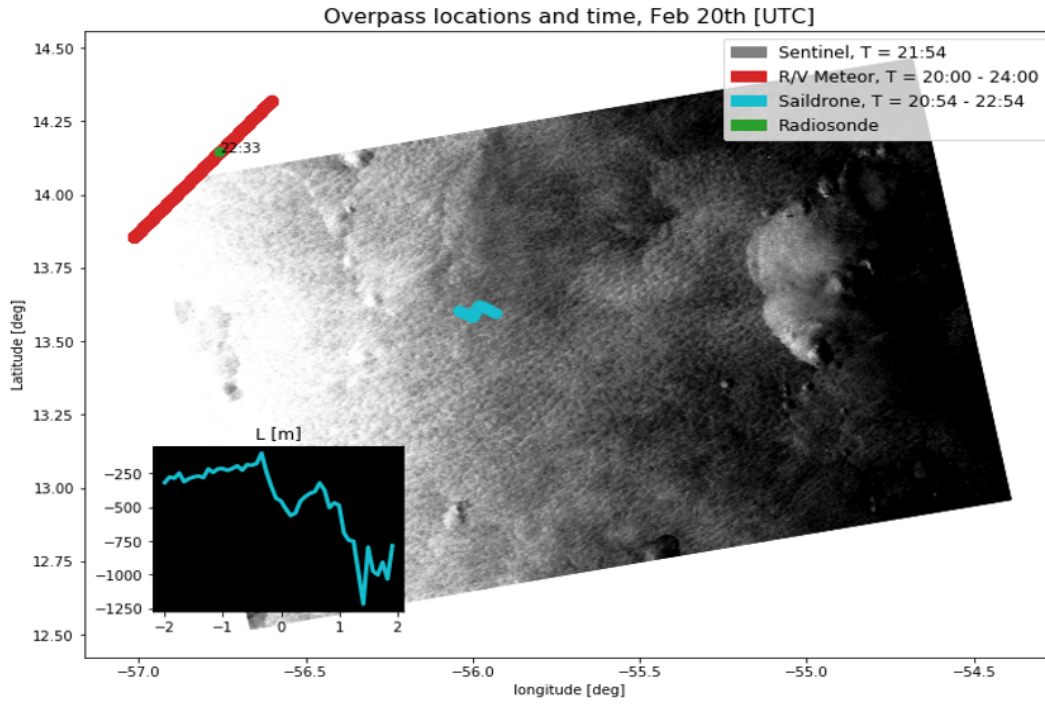 Overpass locations and time, Feb 20th [UTC]
Sentinel, T = 21:54
R/V Meteor, T = 20:00 - 24:00
Saildrone, T = 20:54 - 22:54
Radiosonde
22:33
Latitude [deg]
14.50
14.25
14.00
13.75
13.50
13.25
13.00
12.75
12.50
L [m]
−250
−500
−750
−1000
−1250
−2 −1 0 1 2
−57.0 −56.5 −56.0 −55.5 −55.0 −54.5
longitude [deg]